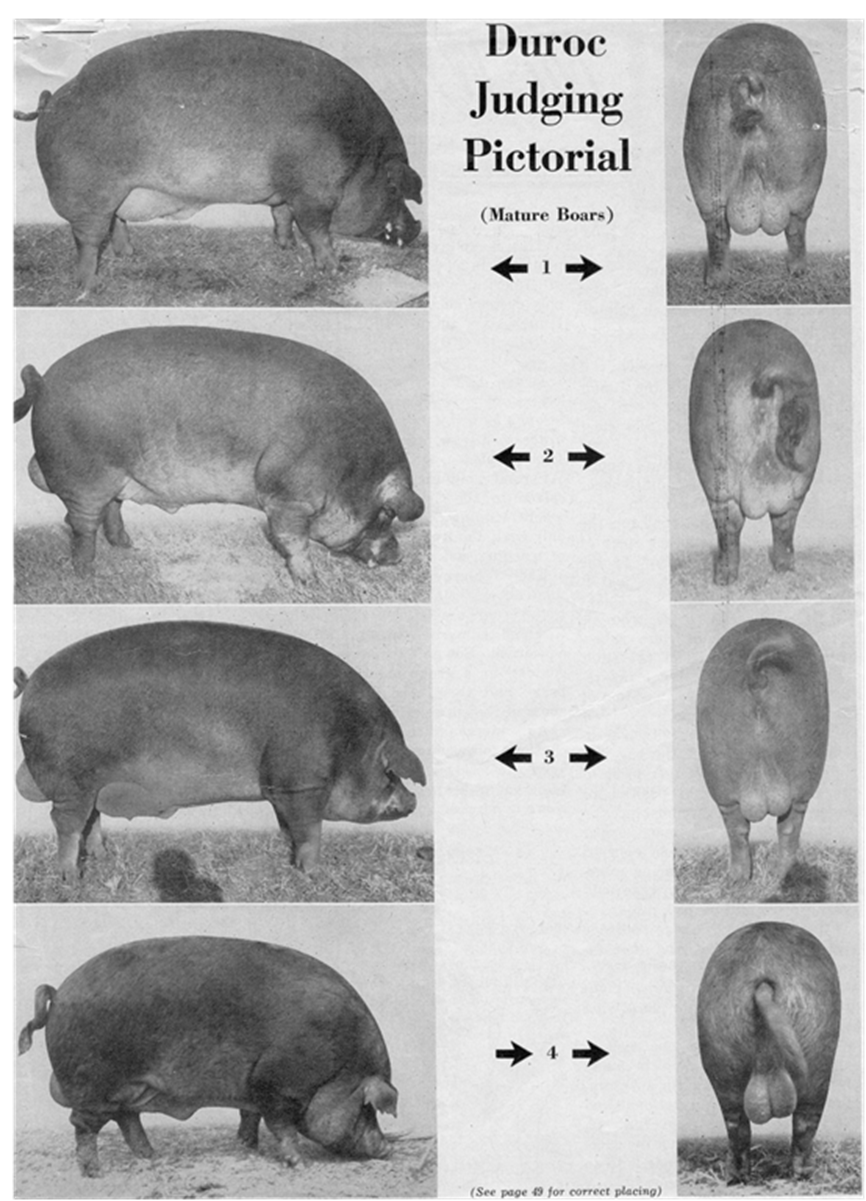 Duroc
Judging
Pictorial
(Mature Boars)
1
2
3
4
(See page 49 for correct placing)